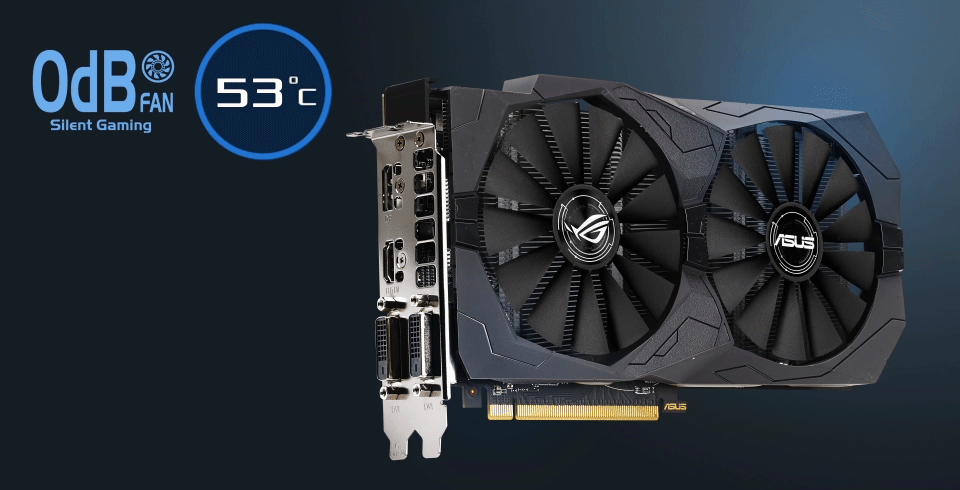 0dB FAN
Silent Gaming
53°C
ASUS
ASUS